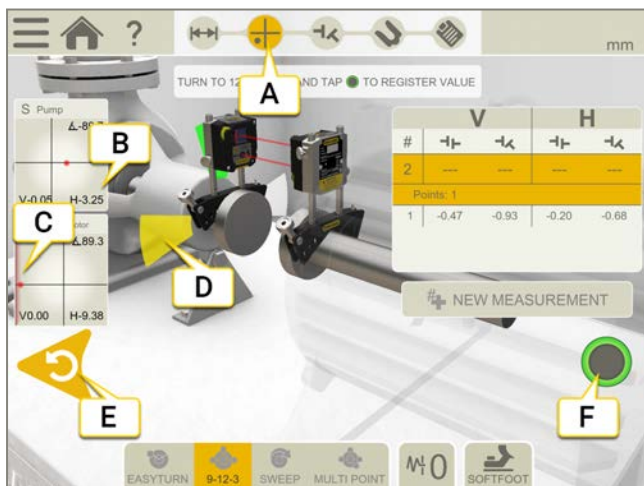 ?
mm
TURN TO 12 AND TAP TO REGISTER VALUE
A
S Pump
-89.
B
V-0.05 H-3.25
C
otor
89.3
V0.00 H-9.38
D
V H
#
2 --- --- --- ---
Points: 1
1 -0.47 -0.93 -0.20 -0.68
# NEW MEASUREMENT
E
F
EASYTURN 9-12-3 SWEEP MULTI POINT 0 SOFTFOOT